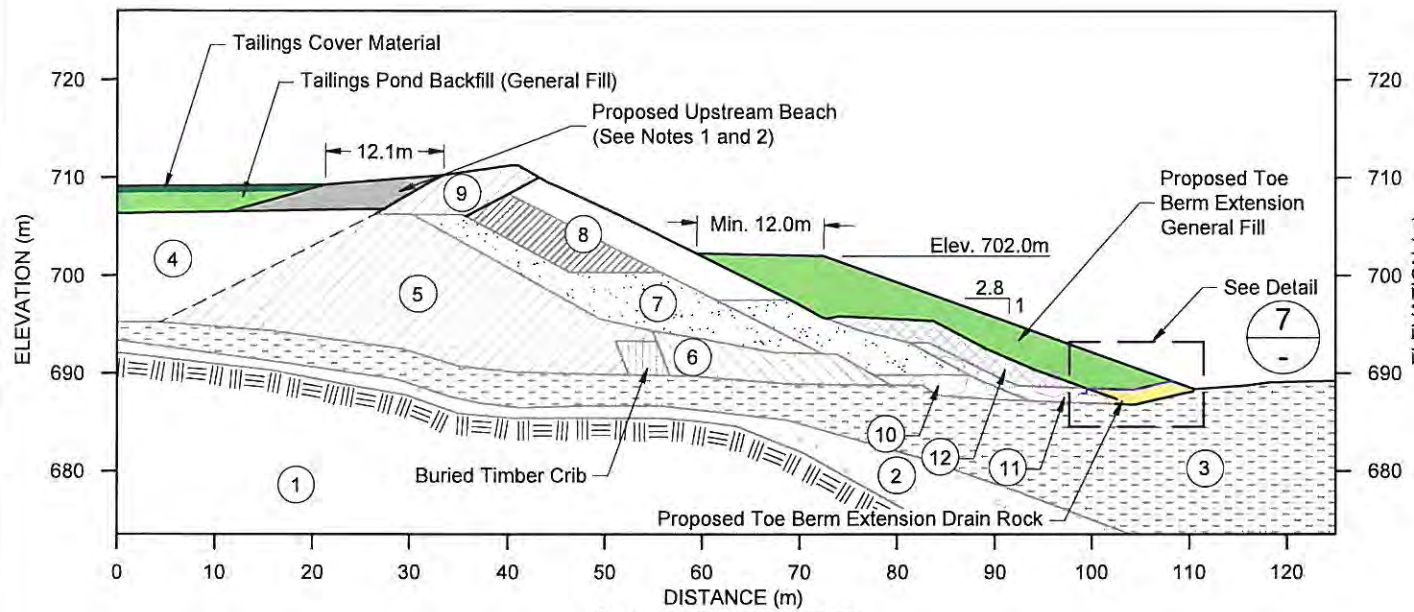 Tailings Cover Material
Tailings Pond Backfill (General Fill)
Proposed Upstream Beach
(See Notes 1 and 2)
12.1m
Proposed Toe
Berm Extension
General Fill
Min. 12.0m
Elev. 702.0m
2.8
1
See Detail
7
-
ELEVATION (m)
720
710
700
690
680
720
710
700
690
680
4
5
9
8
7
6
10
12
11
3
2
1
Buried Timber Crib
Proposed Toe Berm Extension Drain Rock
0 10 20 30 40 50 60 70 80 90 100 110 120
DISTANCE (m)